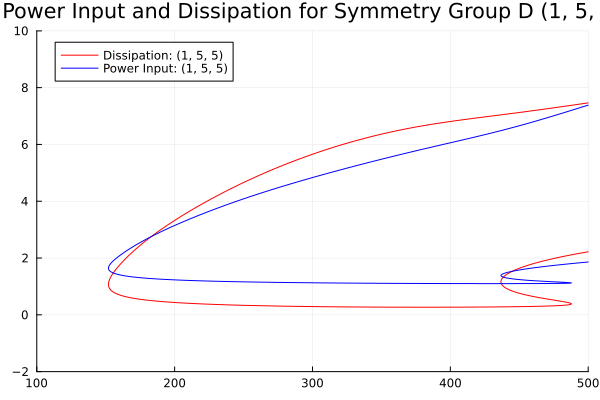 Power Input and Dissipation for Symmetry Group D (1, 5,
10
Dissipation: (1, 5, 5)
Power Input: (1, 5, 5)
8
6
4
2
0
−2
100 200 300 400 500